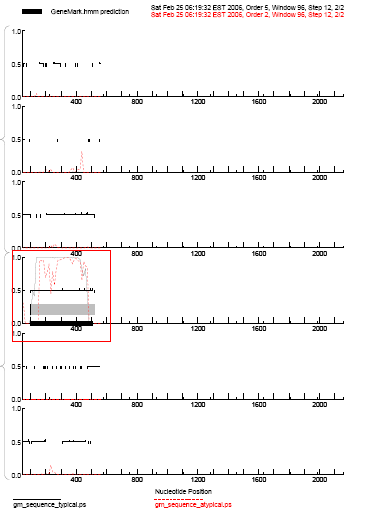 GeneMark.hmm prediction
Sat Feb 25 06:19:32 EST 2006, Order 5, Window 96, Step 12, 2/2
Sat Feb 25 06:19:32 EST 2006, Order 2, Window 96, Step 12, 2/2
1.0
0.5
0.0
400 800 1200 1600 2000
1.0
0.5
0.0
400 800 1200 1600 2000
1.0
0.5
0.0
400 800 1200 1600 2000
1.0
0.5
0.0
400 800 1200 1600 2000
1.0
0.5
0.0
400 800 1200 1600 2000
1.0
0.5
0.0
400 800 1200 1600 2000
Nucleotide Position
gm_sequence_typical.ps
gm_sequence_atypical.ps